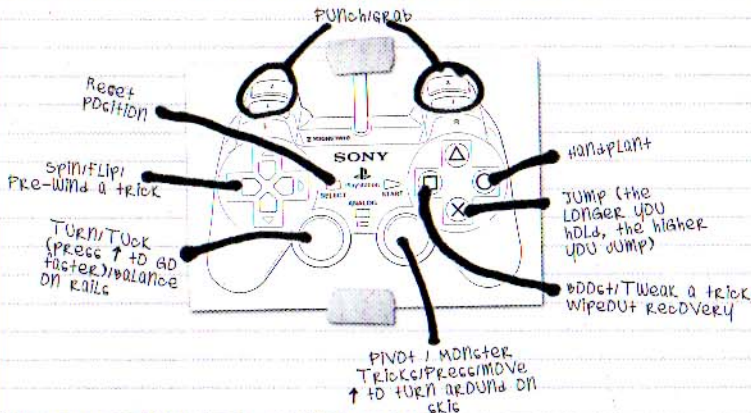 PUNCH/GRAB
Reset
Position
Spin/Flip/
Pre-wind a trick
Turn/Tuck
(press ↑ to go
faster)/Balance
on rails
SONY
PlayStation
SELECT
START
ANALOG
Handplant
Jump (the
longer you
hold, the higher
you jump)
Boost/Tweak a trick
Wipeout recovery
Pivot / Monster
Tricks/Press/move
↑ to turn around on
skis